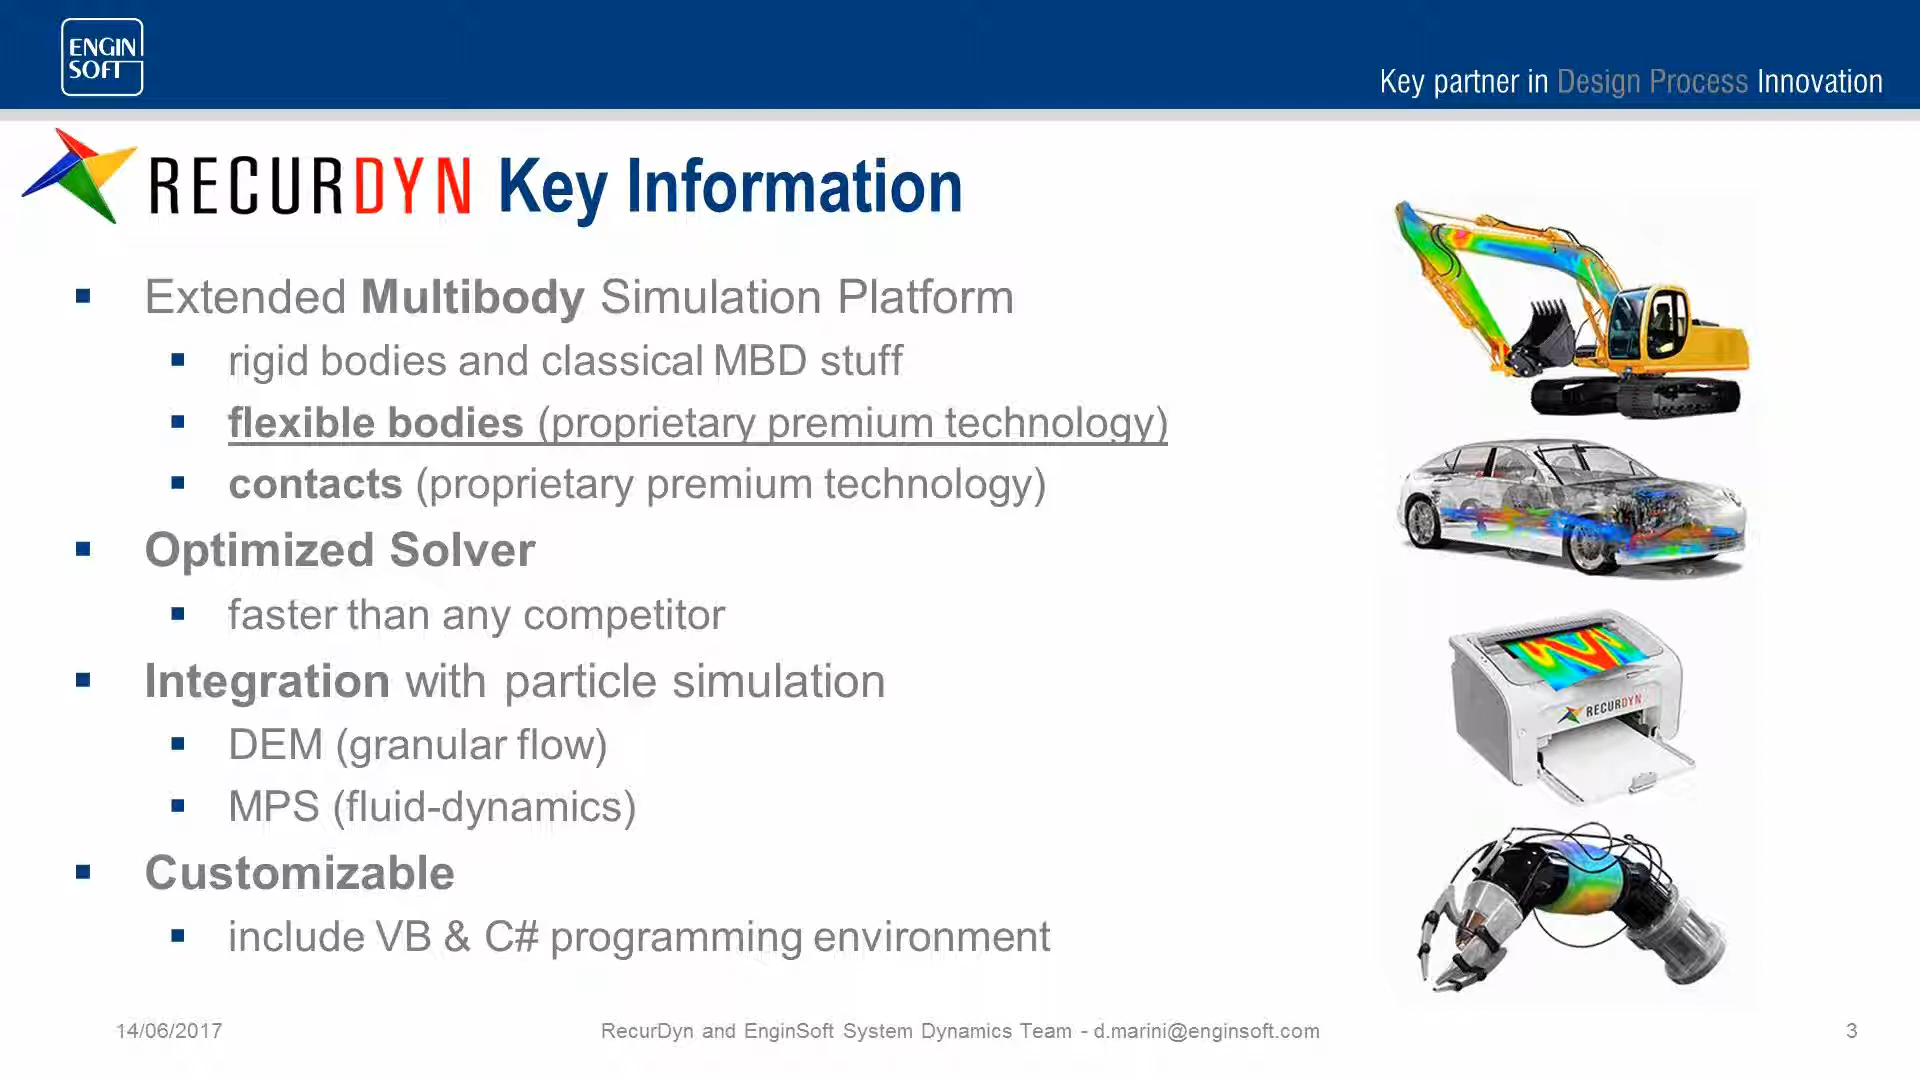 ENGIN
SOFT
Key partner in Design Process Innovation
RECURDYN Key Information
Extended Multibody Simulation Platform
rigid bodies and classical MBD stuff
flexible bodies (proprietary premium technology)
contacts (proprietary premium technology)
Optimized Solver
faster than any competitor
Integration with particle simulation
DEM (granular flow)
MPS (fluid-dynamics)
Customizable
include VB & C# programming environment
RECURDYN
14/06/2017
RecurDyn and EnginSoft System Dynamics Team - d.marini@enginsoft.com
3